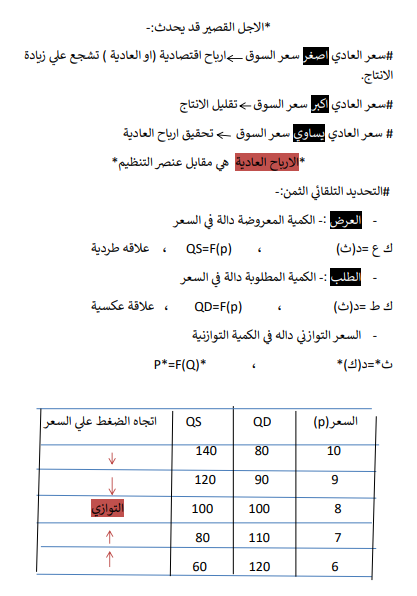 *الاجل القصير قد يحدث:-
#سعر العادي اصغر سعر السوق ←ارباح اقتصادية (او العادية ) تشجع علي زيادة
الانتاج.
#سعر العادي اكبر سعر السوق ← تقليل الانتاج
# سعر العادي يساوي سعر السوق ← تحقيق ارباح العادية
*الارباح العادية هي مقابل عنصر التنظيم*
#التحديد التلقائي الثمن:-
- العرض :- الكمية المعروضة دالة في السعر
ك ع =د(ث) ، QS=F(p) ، علاقه طردية
- الطلب :- الكمية المطلوبة دالة في السعر
ك ط =د(ث) ، QD=F(p) ، علاقة عكسية
- السعر التوازني داله في الكمية التوازنية
ث*=د(ك)* ، P*=F(Q)*
السعر(p) QD QS اتجاه الضغط علي السعر
10 80 140 ↓
9 90 120 ↓
8 100 100 التوازي
7 110 80 ↑
6 120 60 ↑